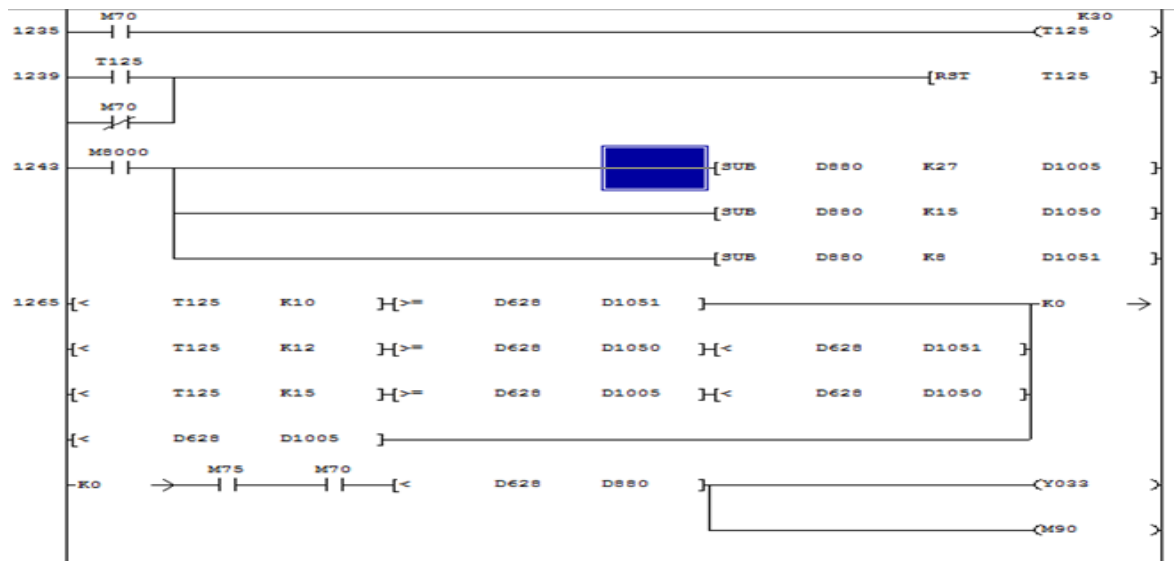 M70 K30
1235 (T125 )
T125
1239 [RST T125 ]
M70
M8000
1243 [SUB D880 K27 D1005 ]
[SUB D880 K15 D1050 ]
[SUB D880 K8 D1051 ]
1265 [< T125 K10 ] [>= D628 D1051 ] K0
[< T125 K12 ] [>= D628 D1050 ] [< D628 D1051 ]
[< T125 K15 ] [>= D628 D1005 ] [< D628 D1050 ]
[< D628 D1005 ]
M75 M70
K0 [< D628 D880 ] (Y033 )
(M90 )